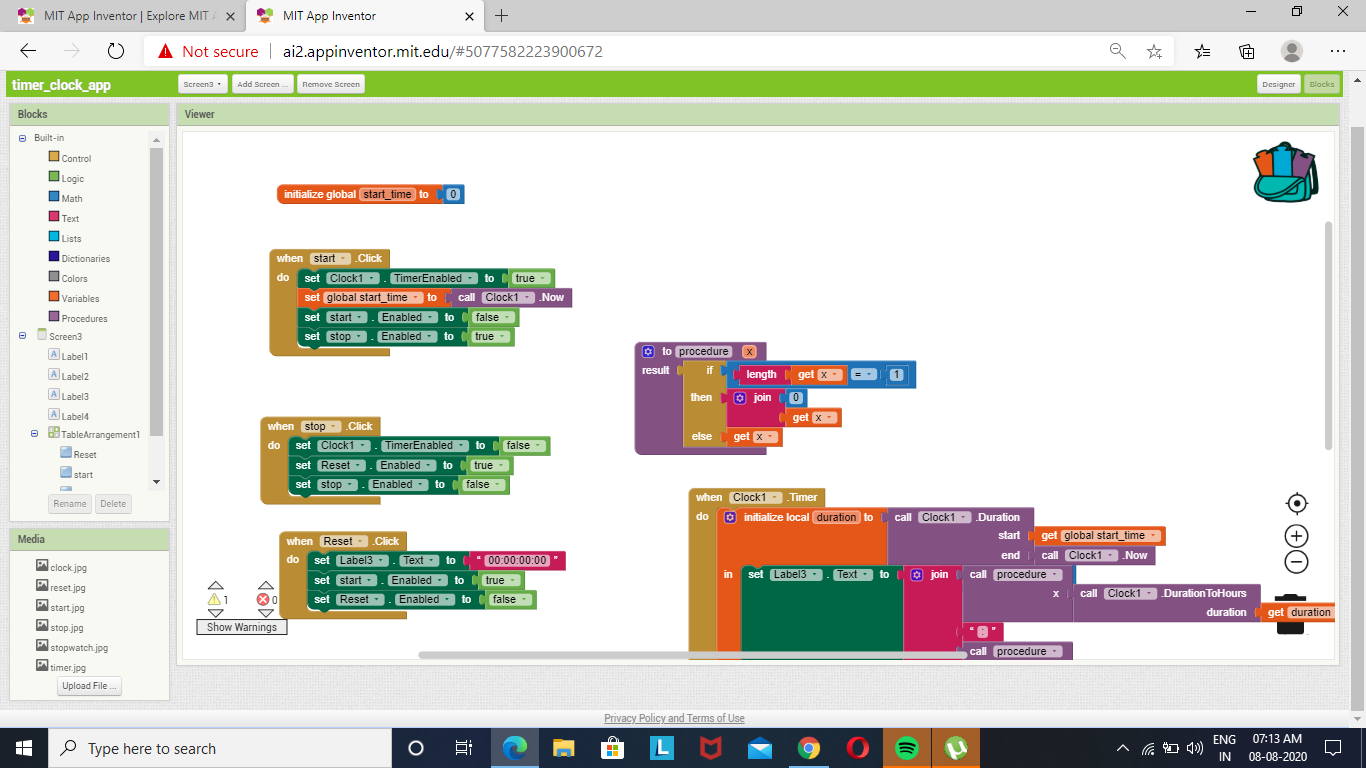 MIT App Inventor | Explore MIT A
MIT App Inventor
Not secure
ai2.appinventor.mit.edu/#5077582223900672
timer_clock_app
Screen3
Add Screen ...
Remove Screen
Designer
Blocks
Blocks
Viewer
Built-in
Control
Logic
Math
Text
Lists
Dictionaries
Colors
Variables
Procedures
Screen3
Label1
Label2
Label3
Label4
TableArrangement1
Reset
start
Rename
Delete
Media
clock.jpg
reset.jpg
start.jpg
stop.jpg
stopwatch.jpg
timer.jpg
Upload File ...
initialize global start_time to 0
when start .Click
do set Clock1 . TimerEnabled to true
set global start_time to call Clock1 .Now
set start . Enabled to false
set stop . Enabled to true
when stop .Click
do set Clock1 . TimerEnabled to false
set Reset . Enabled to true
set stop . Enabled to false
when Reset .Click
do set Label3 . Text to “ 00:00:00:00 ”
set start . Enabled to true
set Reset . Enabled to false
1
0
Show Warnings
to procedure x
result if length get x = 1
then join 0
get x
else get x
when Clock1 .Timer
do initialize local duration to call Clock1 .Duration
start get global start_time
end call Clock1 .Now
in set Label3 . Text to join call procedure
x call Clock1 .DurationToHours
duration get duration
“ : ”
call procedure
Privacy Policy and Terms of Use
Type here to search
L
ENG
IN
07:13 AM
08-08-2020